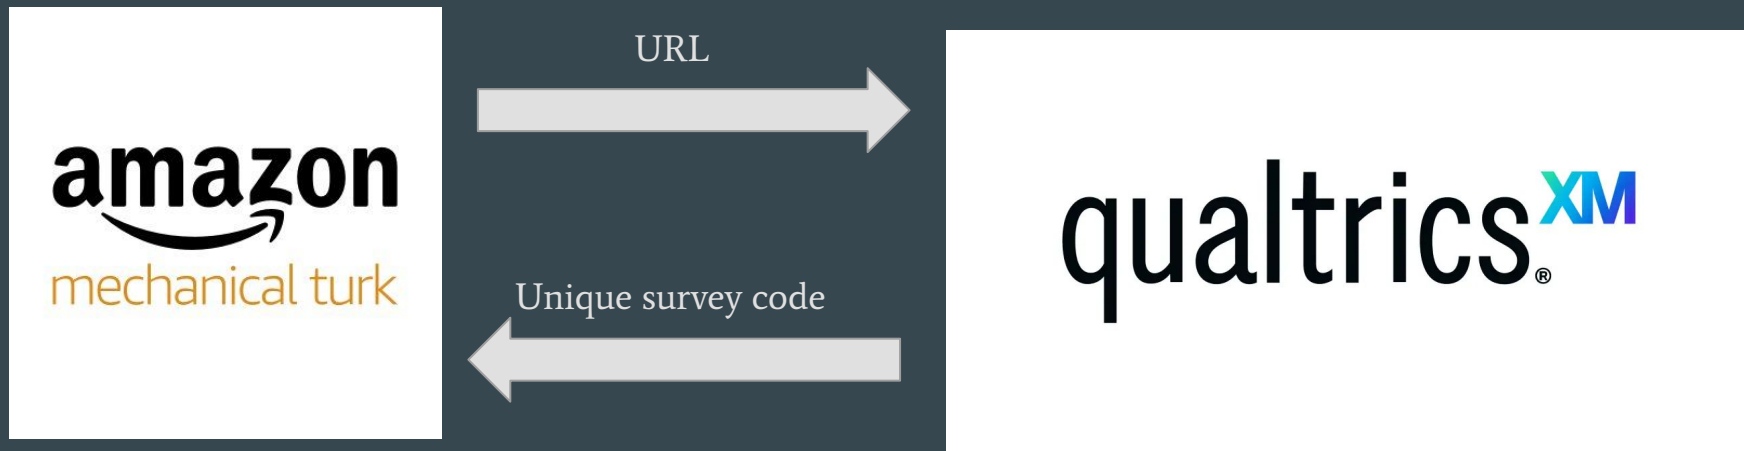 URL
amazon
mechanical turk
Unique survey code
qualtrics XM ®